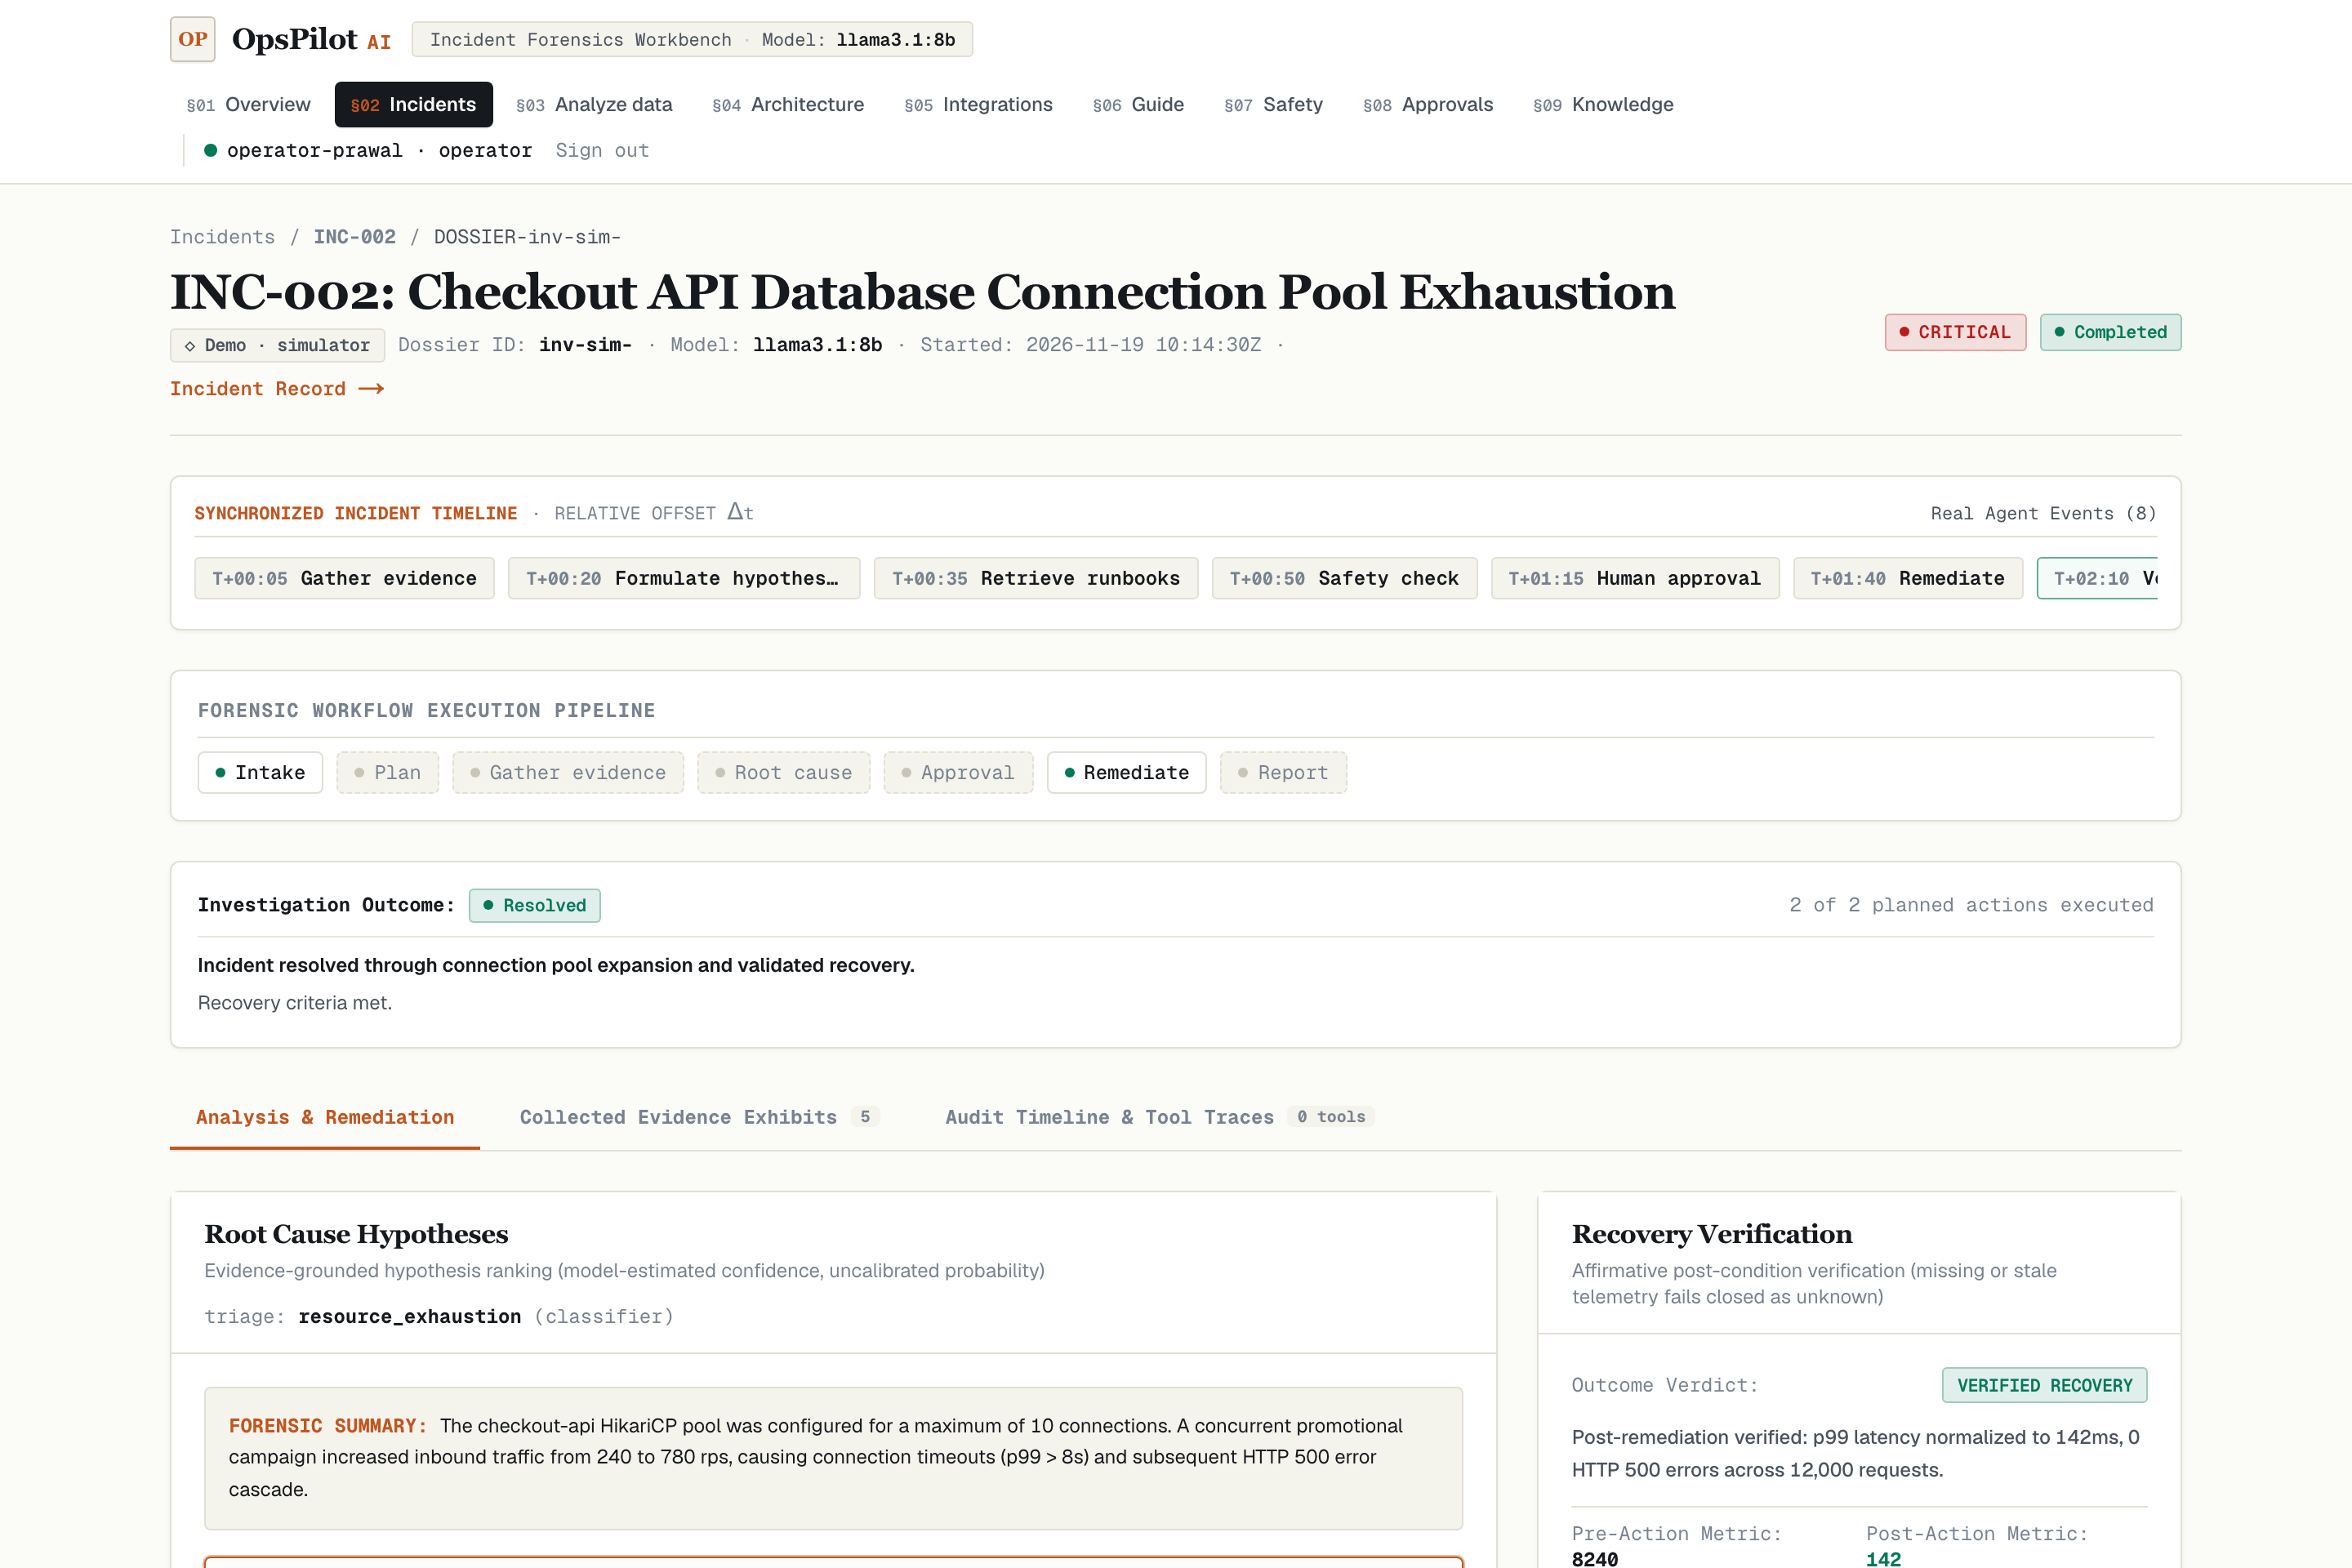 OP OpsPilot AI Incident Forensics Workbench · Model: llama3.1:8b
§01 Overview §02 Incidents §03 Analyze data §04 Architecture §05 Integrations §06 Guide §07 Safety §08 Approvals §09 Knowledge
operator-prawal · operator Sign out
Incidents / INC-002 / DOSSIER-inv-sim-
INC-002: Checkout API Database Connection Pool Exhaustion
◇ Demo · simulator Dossier ID: inv-sim- · Model: llama3.1:8b · Started: 2026-11-19 10:14:30Z ·
CRITICAL Completed
Incident Record →
SYNCHRONIZED INCIDENT TIMELINE · RELATIVE OFFSET Δt Real Agent Events (8)
T+00:05 Gather evidence T+00:20 Formulate hypothes… T+00:35 Retrieve runbooks T+00:50 Safety check T+01:15 Human approval T+01:40 Remediate T+02:10
FORENSIC WORKFLOW EXECUTION PIPELINE
Intake Plan Gather evidence Root cause Approval Remediate Report
Investigation Outcome: Resolved 2 of 2 planned actions executed
Incident resolved through connection pool expansion and validated recovery.
Recovery criteria met.
Analysis & Remediation Collected Evidence Exhibits 5 Audit Timeline & Tool Traces 0 tools
Root Cause Hypotheses
Evidence-grounded hypothesis ranking (model-estimated confidence, uncalibrated probability)
triage: resource_exhaustion (classifier)
FORENSIC SUMMARY: The checkout-api HikariCP pool was configured for a maximum of 10 connections. A concurrent promotional
campaign increased inbound traffic from 240 to 780 rps, causing connection timeouts (p99 > 8s) and subsequent HTTP 500 error
cascade.
Recovery Verification
Affirmative post-condition verification (missing or stale
telemetry fails closed as unknown)
Outcome Verdict: VERIFIED RECOVERY
Post-remediation verified: p99 latency normalized to 142ms, 0
HTTP 500 errors across 12,000 requests.
Pre-Action Metric: Post-Action Metric:
8240 142